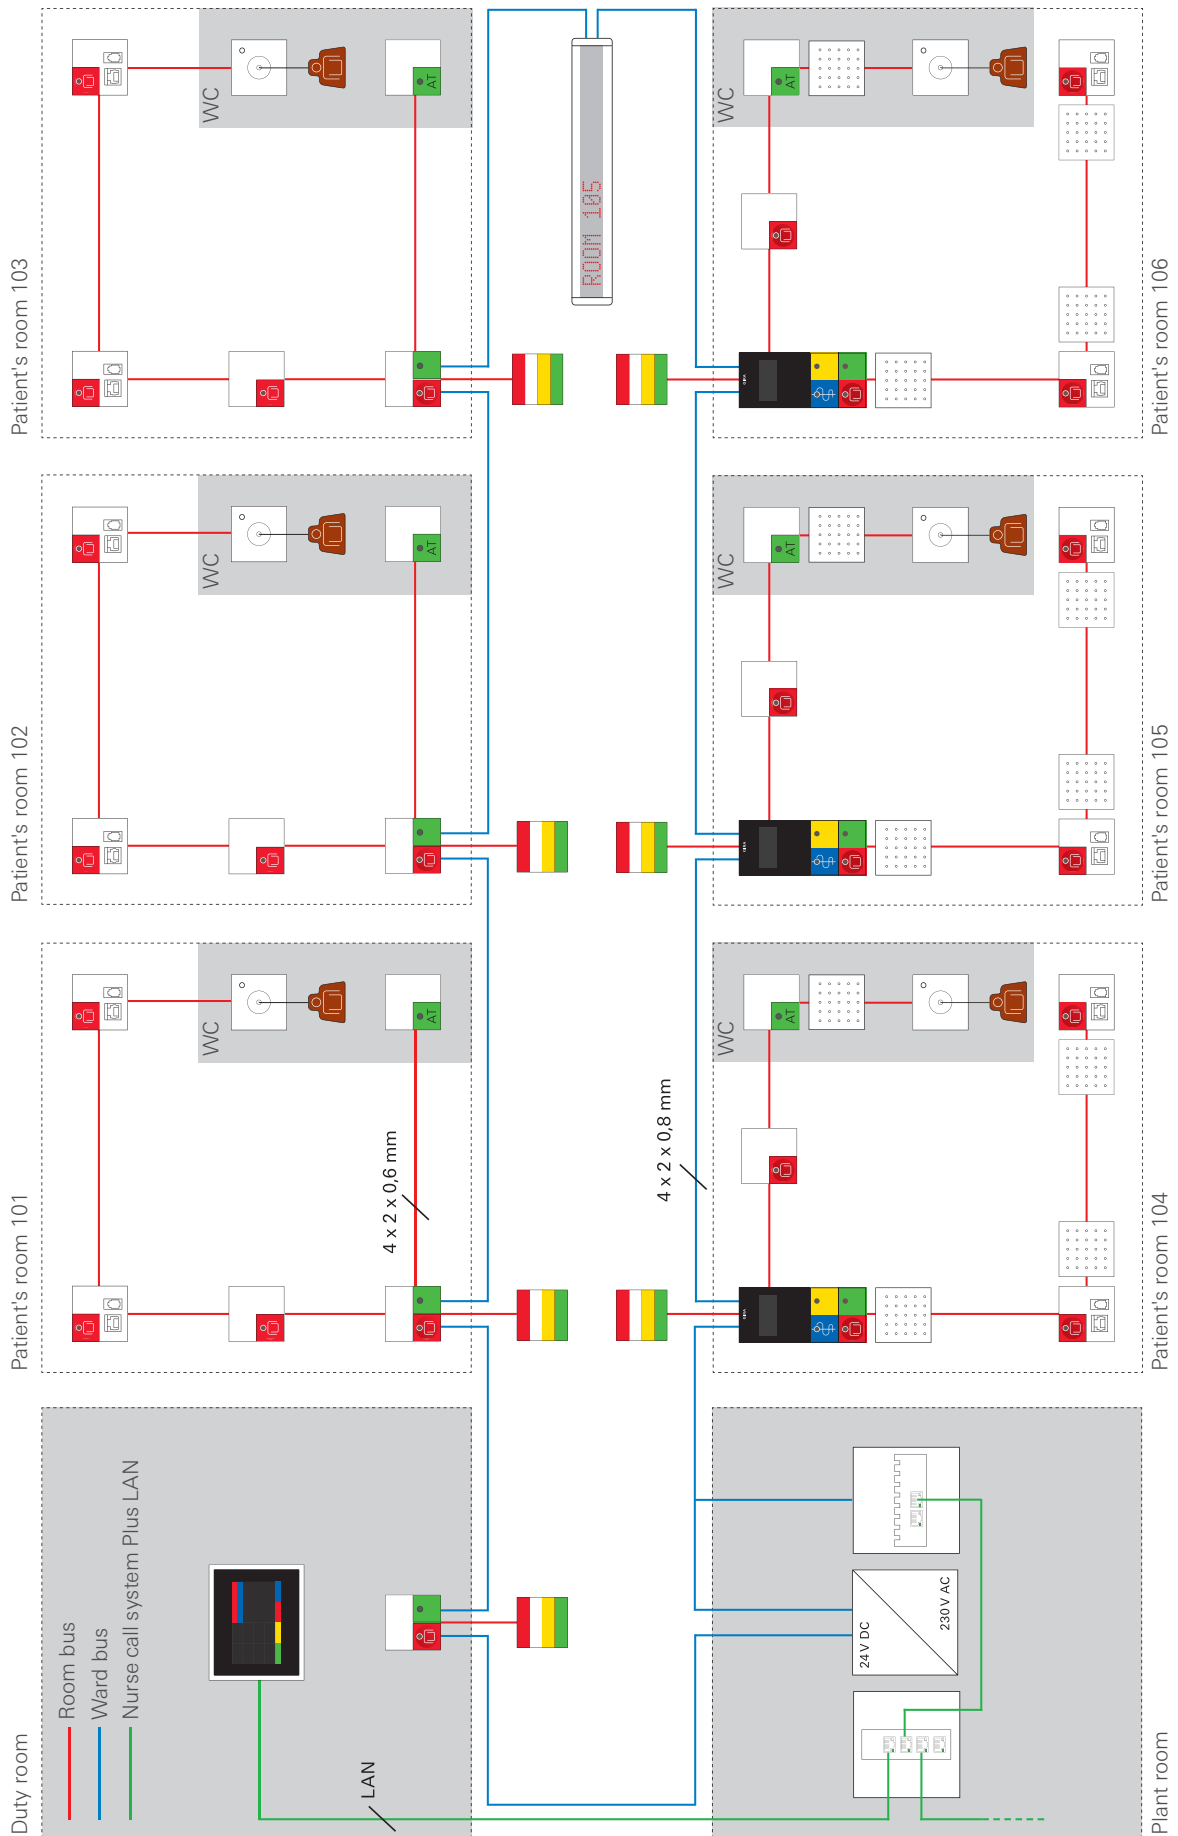 Duty room
Patient's room 101
Patient's room 102
Patient's room 103
Room bus
Ward bus
Nurse call system Plus LAN
WC
WC
WC
LAN
4 x 2 x 0,6 mm
AT
AT
AT
ROOM 105
4 x 2 x 0,8 mm
WC
WC
WC
AT
AT
AT
24 V DC
230 V AC
Plant room
Patient's room 104
Patient's room 105
Patient's room 106